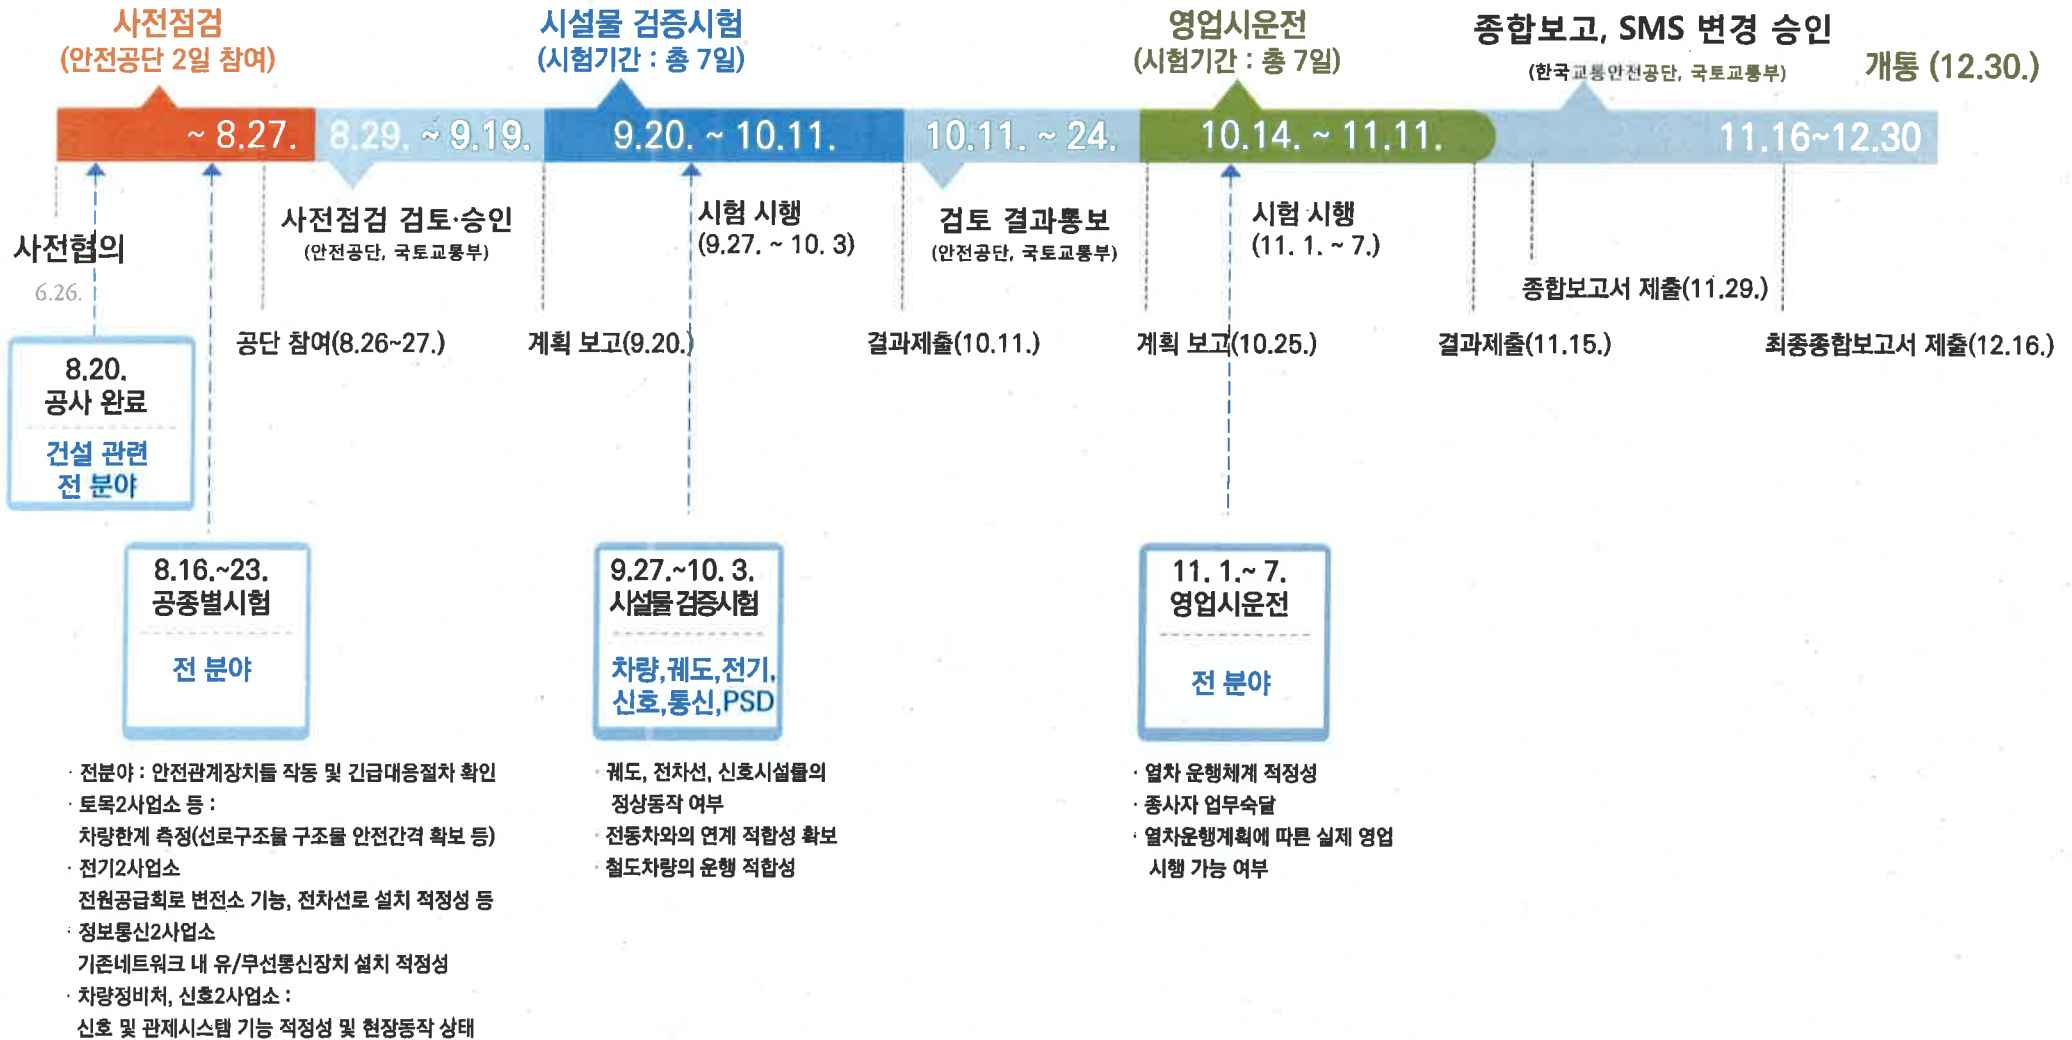 사전점검
(안전공단 2일 참여)
시설물 검증시험
(시험기간 : 총 7일)
영업시운전
(시험기간 : 총 7일)
종합보고, SMS 변경 승인
(한국교통안전공단, 국토교통부)
개통 (12.30.)
~ 8.27.
8.29. ~ 9.19.
9.20. ~ 10.11.
10.11. ~ 24.
10.14. ~ 11.11.
11.16~12.30
사전협의
6.26.
사전점검 검토·승인
(안전공단, 국토교통부)
시험 시행
(9.27. ~ 10. 3)
검토 결과통보
(안전공단, 국토교통부)
시험 시행
(11. 1. ~ 7.)
종합보고서 제출(11.29.)
공단 참여(8.26~27.)
계획 보고(9.20.)
결과제출(10.11.)
계획 보고(10.25.)
결과제출(11.15.)
최종종합보고서 제출(12.16.)
8.20.
공사 완료
건설 관련
전 분야
8.16.~23.
공종별시험
전 분야
9.27.~10. 3.
시설물 검증시험
차량,궤도,전기,
신호,통신,PSD
11. 1.~ 7.
영업시운전
전 분야
· 전분야 : 안전관계장치들 작동 및 긴급대응절차 확인
· 토목2사업소 등 :
차량한계 측정(선로구조물 구조물 안전간격 확보 등)
· 전기2사업소
전원공급회로 변전소 기능, 전차선로 설치 적정성 등
· 정보통신2사업소
기존네트워크 내 유/무선통신장치 설치 적정성
· 차량정비처, 신호2사업소 :
신호 및 관제시스템 기능 적정성 및 현장동작 상태
· 궤도, 전차선, 신호시설물의
정상동작 여부
· 전동차와의 연계 적합성 확보
· 철도차량의 운행 적합성
· 열차 운행체계 적정성
· 종사자 업무숙달
· 열차운행계획에 따른 실제 영업
시행 가능 여부